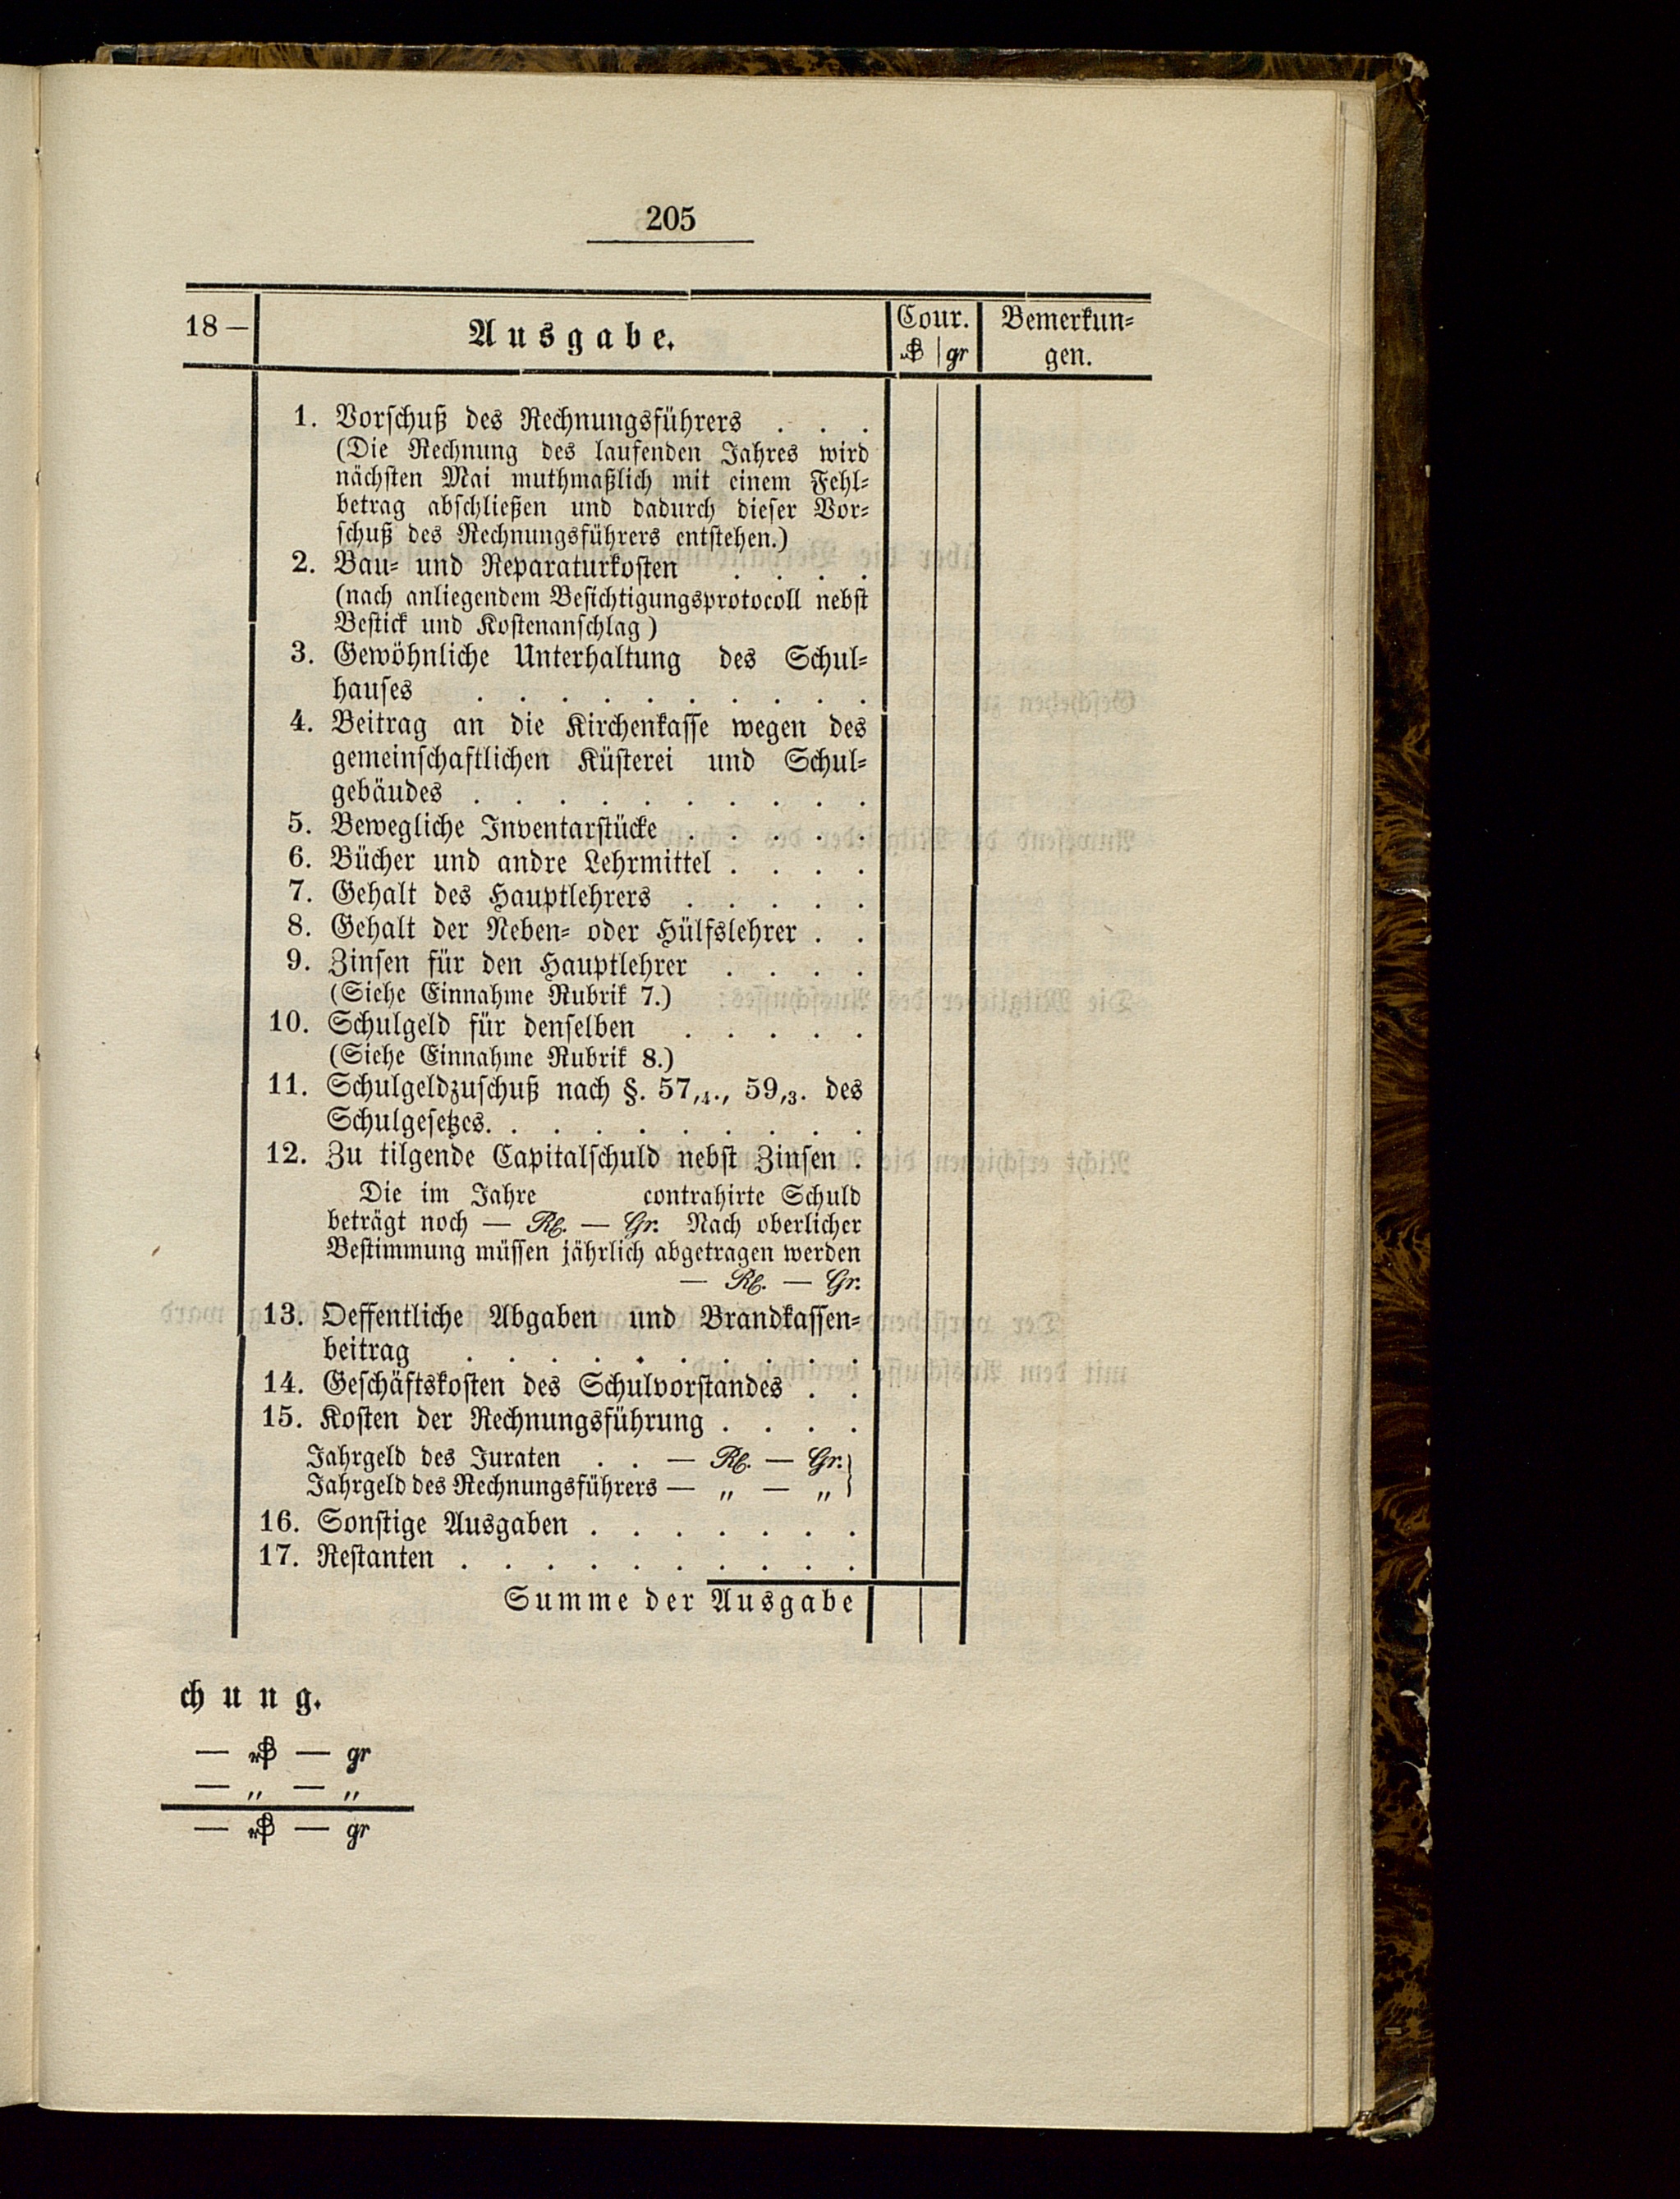 205
18 — Ausgabe. Cour. Bemerkun-
₰ gr gen.
1. Vorschuß des Rechnungsführers . . .
(Die Rechnung des laufenden Jahres wird
nächsten Mai muthmaßlich mit einem Fehl-
betrag abschließen und dadurch dieser Vor-
schuß des Rechnungsführers entstehen.)
2. Bau- und Reparaturkosten . . . .
(nach anliegendem Besichtigungsprotocoll nebst
Bestick und Kostenanschlag)
3. Gewöhnliche Unterhaltung des Schul-
hauses . . . . . . . . . .
4. Beitrag an die Kirchenkasse wegen des
gemeinschaftlichen Küsterei und Schul-
gebäudes . . . . . . . . . .
5. Bewegliche Inventarstücke . . . . .
6. Bücher und andre Lehrmittel . . . .
7. Gehalt des Hauptlehrers . . . . .
8. Gehalt der Neben- oder Hülfslehrer . .
9. Zinsen für den Hauptlehrer . . . .
(Siehe Einnahme Rubrik 7.)
10. Schulgeld für denselben . . . . .
(Siehe Einnahme Rubrik 8.)
11. Schulgeldzuschuß nach §. 57,4., 59,3. des
Schulgesetzes. . . . . . . . . .
12. Zu tilgende Capitalschuld nebst Zinsen .
Die im Jahre contrahirte Schuld
beträgt noch — Rℓ. — Gr. Nach oberlicher
Bestimmung müssen jährlich abgetragen werden
— Rℓ. — Gr.
13. Oeffentliche Abgaben und Brandkassen-
beitrag . . . . . . . . . .
14. Geschäftskosten des Schulvorstandes . .
15. Kosten der Rechnungsführung . . . .
Jahrgeld des Juraten . . — Rℓ. — Gr.
Jahrgeld des Rechnungsführers — „ — „
16. Sonstige Ausgaben . . . . . . .
17. Restanten . . . . . . . . . .
Summe der Ausgabe
chung.
— ₰ — gr
— „ — „
— ₰ — gr